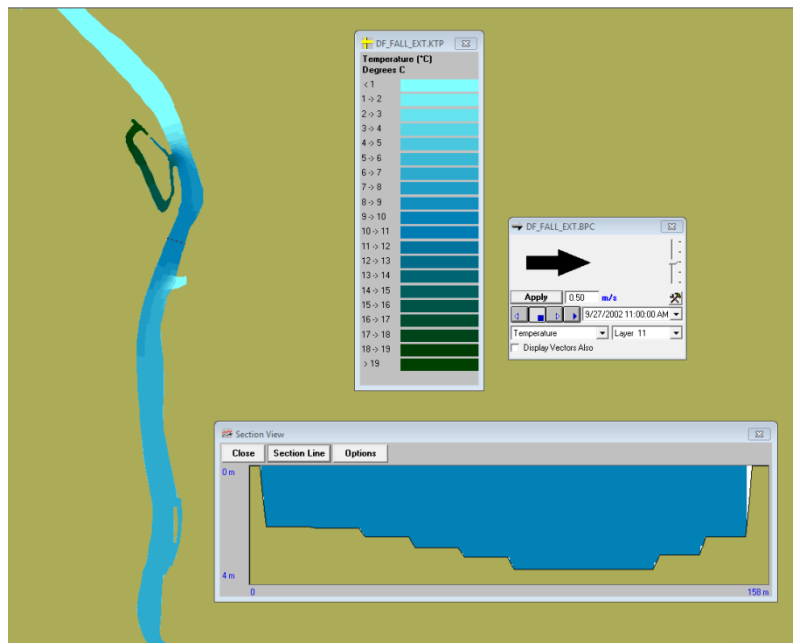 DF_FALL_EXT.KTP
Temperature (°C)
Degrees C
< 1
1 -> 2
2 -> 3
3 -> 4
4 -> 5
5 -> 6
6 -> 7
7 -> 8
8 -> 9
9 -> 10
10 -> 11
11 -> 12
12 -> 13
13 -> 14
14 -> 15
15 -> 16
16 -> 17
17 -> 18
18 -> 19
> 19
DF_FALL_EXT.BPC
Apply 0.50 m/s
9/27/2002 11:00:00 AM
Temperature Layer 11
Display Vectors Also
Section View
Close Section Line Options
0 m
4 m
0 158 m